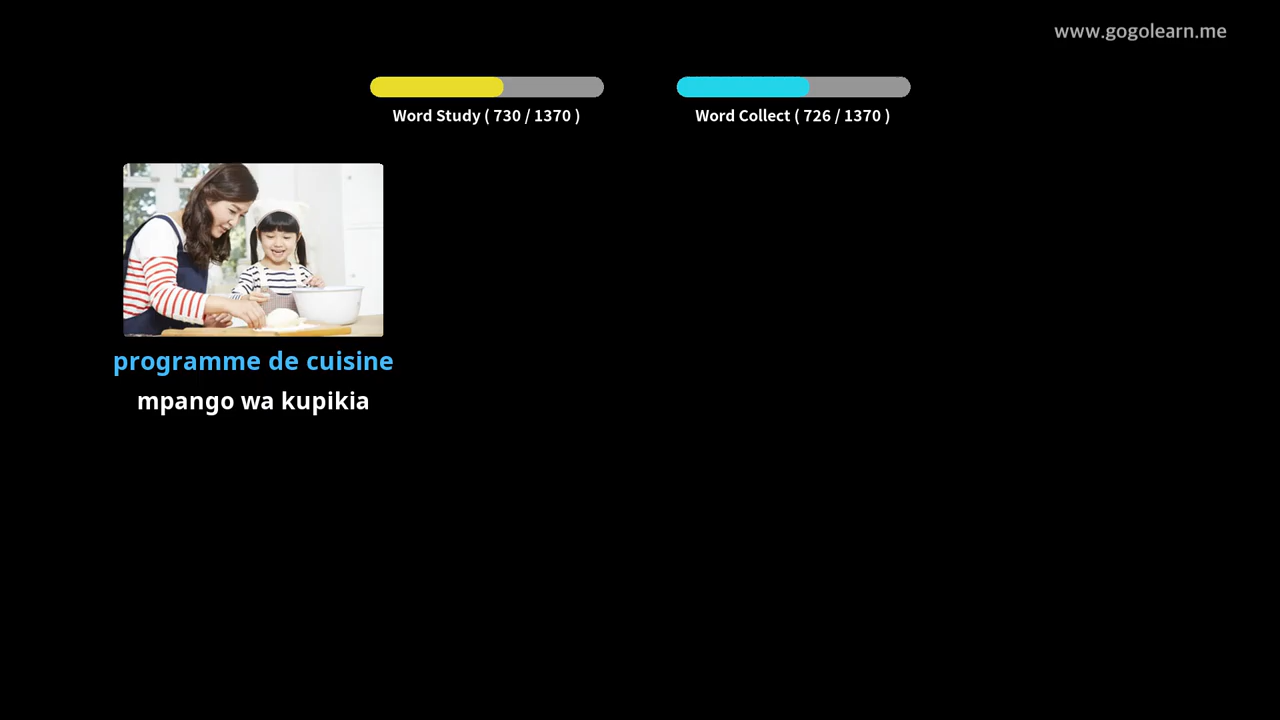 www.gogolearn.me
Word Study ( 730 / 1370 )
Word Collect ( 726 / 1370 )
programme de cuisine
mpango wa kupikia